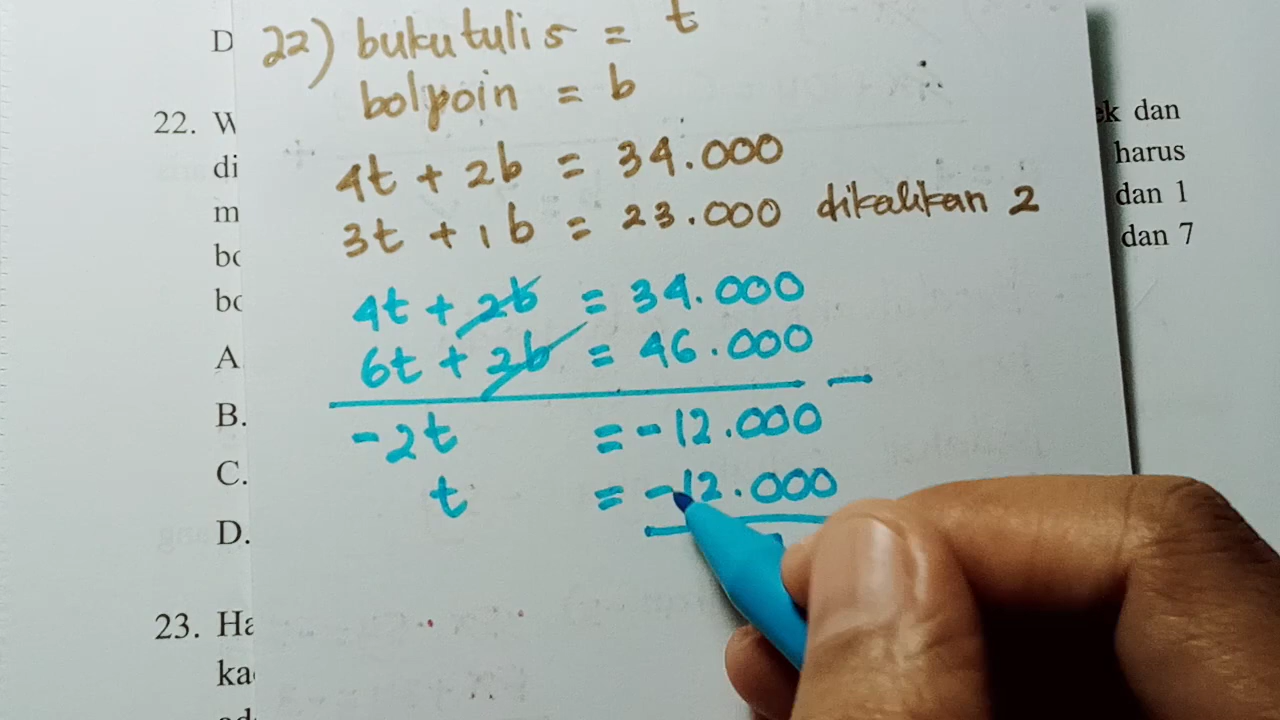 D
22) buku tulis = t
bolpoin = b
22. W
ek dan
di
harus
4t + 2b = 34.000
m
dan 1
3t + 1b = 23.000 dikalikan 2
bo
dan 7
bo
4t + 2b = 34.000
A
6t + 2b = 46.000
B.
-2t = -12.000
C.
t = -12.000
D.
23. Ha
ka
ad